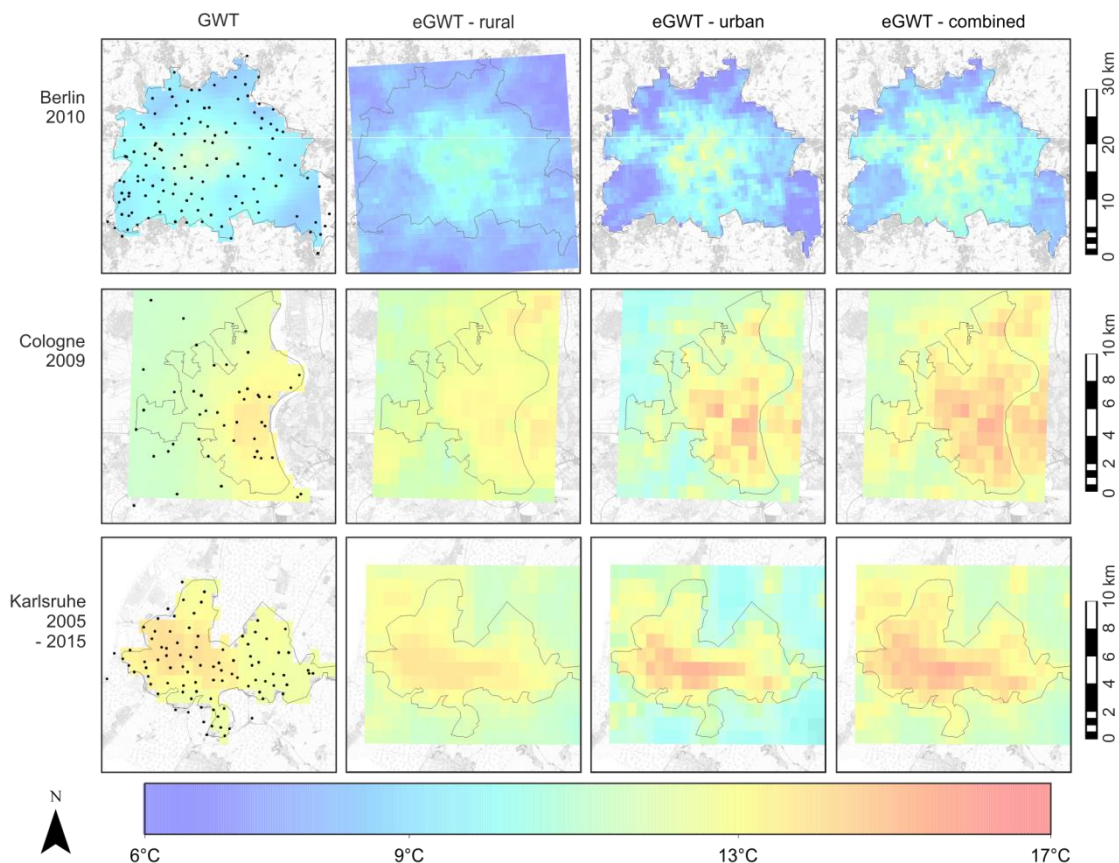 GWT eGWT - rural eGWT - urban eGWT - combined
Berlin
2010
0 10 20 30 km
Cologne
2009
0 2 4 6 8 10 km
Karlsruhe
2005
- 2015
0 2 4 6 8 10 km
N
6°C 9°C 13°C 17°C